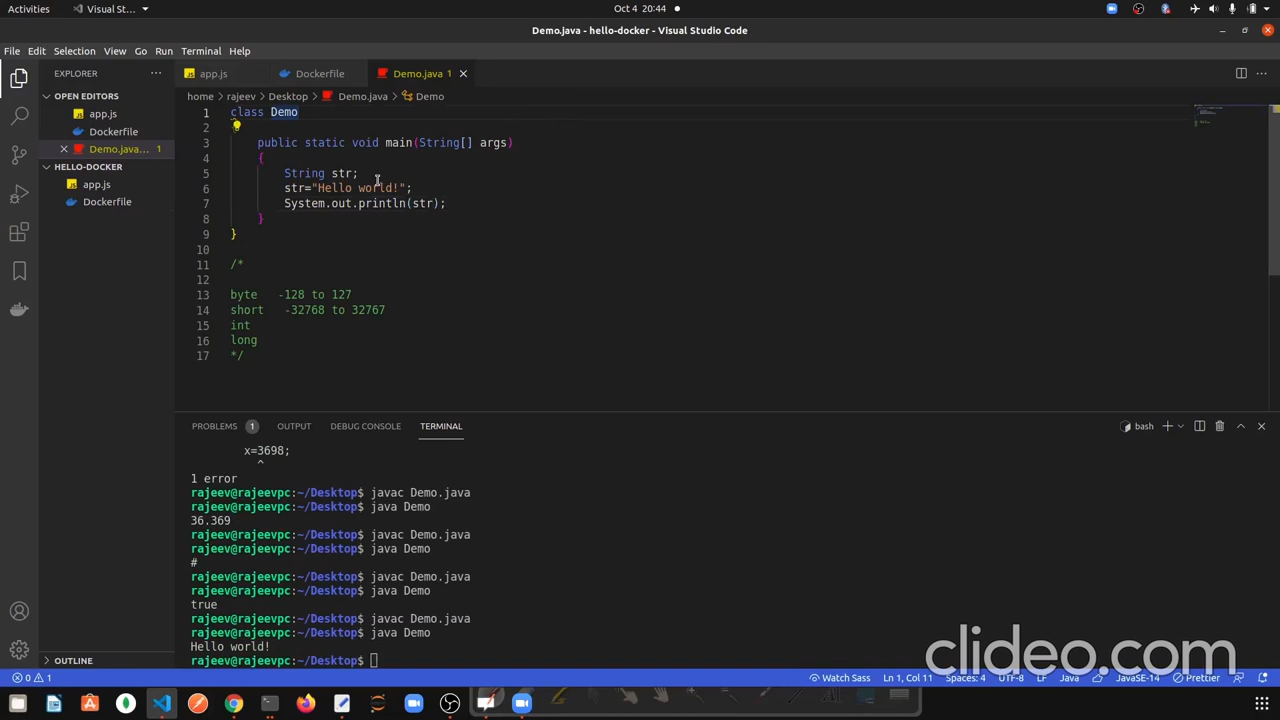 Activities
Visual St...
Oct 4 20:44
Demo.java - hello-docker - Visual Studio Code
File Edit Selection View Go Run Terminal Help
EXPLORER
app.js
Dockerfile
Demo.java 1
OPEN EDITORS
home > rajeev > Desktop > Demo.java > Demo
app.js
Dockerfile
Demo.java... 1
HELLO-DOCKER
app.js
Dockerfile
1 class Demo
2
3 public static void main(String[] args)
4 {
5 String str;
6 str="Hello world!";
7 System.out.println(str);
8 }
9 }
10
11 /*
12
13 byte -128 to 127
14 short -32768 to 32767
15 int
16 long
17 */
PROBLEMS 1 OUTPUT DEBUG CONSOLE TERMINAL
bash
x=3698;
^
1 error
rajeev@rajeevpc:~/Desktop$ javac Demo.java
rajeev@rajeevpc:~/Desktop$ java Demo
36.369
rajeev@rajeevpc:~/Desktop$ javac Demo.java
rajeev@rajeevpc:~/Desktop$ java Demo
#
rajeev@rajeevpc:~/Desktop$ javac Demo.java
rajeev@rajeevpc:~/Desktop$ java Demo
true
rajeev@rajeevpc:~/Desktop$ javac Demo.java
rajeev@rajeevpc:~/Desktop$ java Demo
Hello world!
rajeev@rajeevpc:~/Desktop$
OUTLINE
clideo.com
0 1
Watch Sass
Ln 1, Col 11
Spaces: 4
UTF-8
LF
Java
JavaSE-14
Prettier